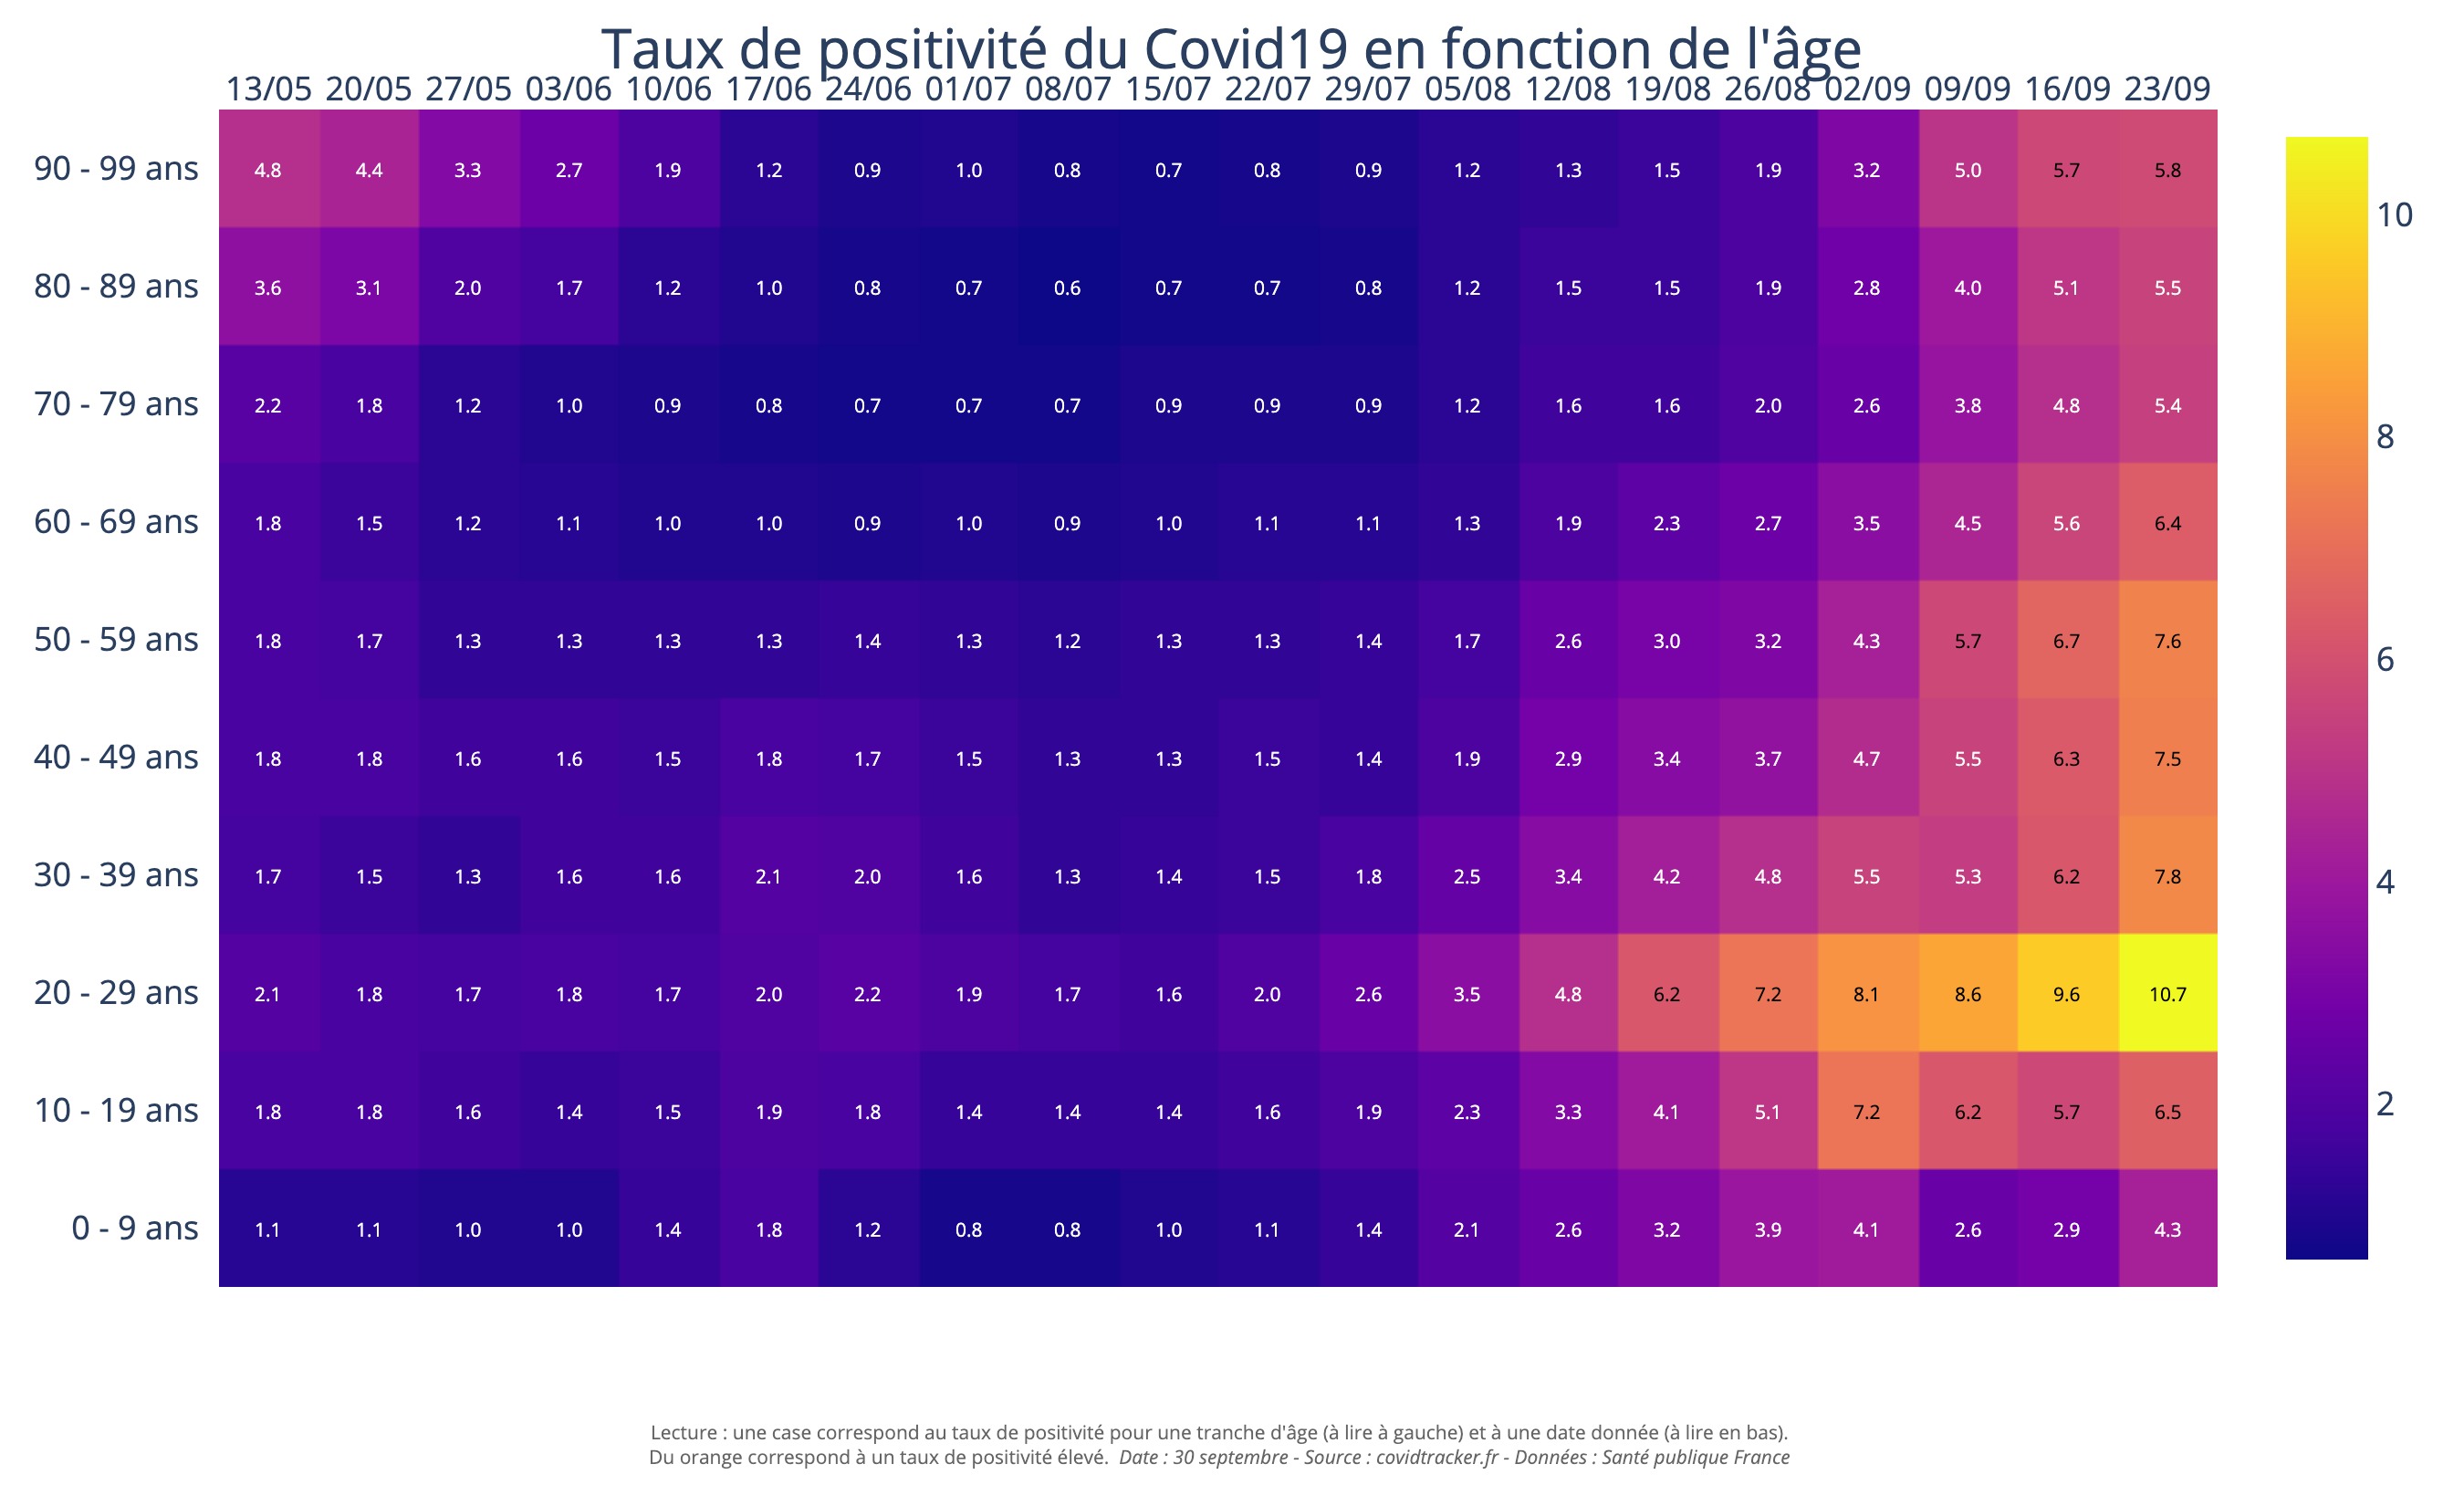 Taux de positivité du Covid19 en fonction de l'âge
13/05 20/05 27/05 03/06 10/06 17/06 24/06 01/07 08/07 15/07 22/07 29/07 05/08 12/08 19/08 26/08 02/09 09/09 16/09 23/09
90 - 99 ans 4.8 4.4 3.3 2.7 1.9 1.2 0.9 1.0 0.8 0.7 0.8 0.9 1.2 1.3 1.5 1.9 3.2 5.0 5.7 5.8
10
80 - 89 ans 3.6 3.1 2.0 1.7 1.2 1.0 0.8 0.7 0.6 0.7 0.7 0.8 1.2 1.5 1.5 1.9 2.8 4.0 5.1 5.5
70 - 79 ans 2.2 1.8 1.2 1.0 0.9 0.8 0.7 0.7 0.7 0.9 0.9 0.9 1.2 1.6 1.6 2.0 2.6 3.8 4.8 5.4
8
60 - 69 ans 1.8 1.5 1.2 1.1 1.0 1.0 0.9 1.0 0.9 1.0 1.1 1.1 1.3 1.9 2.3 2.7 3.5 4.5 5.6 6.4
50 - 59 ans 1.8 1.7 1.3 1.3 1.3 1.3 1.4 1.3 1.2 1.3 1.3 1.4 1.7 2.6 3.0 3.2 4.3 5.7 6.7 7.6
6
40 - 49 ans 1.8 1.8 1.6 1.6 1.5 1.8 1.7 1.5 1.3 1.3 1.5 1.4 1.9 2.9 3.4 3.7 4.7 5.5 6.3 7.5
30 - 39 ans 1.7 1.5 1.3 1.6 1.6 2.1 2.0 1.6 1.3 1.4 1.5 1.8 2.5 3.4 4.2 4.8 5.5 5.3 6.2 7.8
4
20 - 29 ans 2.1 1.8 1.7 1.8 1.7 2.0 2.2 1.9 1.7 1.6 2.0 2.6 3.5 4.8 6.2 7.2 8.1 8.6 9.6 10.7
10 - 19 ans 1.8 1.8 1.6 1.4 1.5 1.9 1.8 1.4 1.4 1.4 1.6 1.9 2.3 3.3 4.1 5.1 7.2 6.2 5.7 6.5
2
0 - 9 ans 1.1 1.1 1.0 1.0 1.4 1.8 1.2 0.8 0.8 1.0 1.1 1.4 2.1 2.6 3.2 3.9 4.1 2.6 2.9 4.3
Lecture : une case correspond au taux de positivité pour une tranche d'âge (à lire à gauche) et à une date donnée (à lire en bas).
Du orange correspond à un taux de positivité élevé. Date : 30 septembre - Source : covidtracker.fr - Données : Santé publique France